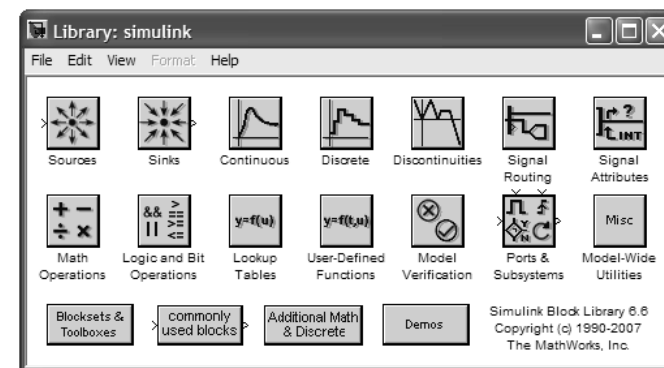 Library: simulink
File Edit View Format Help
Sources
Sinks
Continuous
Discrete
Discontinuities
Signal
Routing
? INT
Signal
Attributes
+ −
÷ ×
Math
Operations
&& > ==
|| >= <=
Logic and Bit
Operations
y=f(u)
Lookup
Tables
y=f(t,u)
User-Defined
Functions
Model
Verification
Y N
Ports &
Subsystems
Misc
Model-Wide
Utilities
Blocksets &
Toolboxes
commonly
used blocks
Additional Math
& Discrete
Demos
Simulink Block Library 6.6
Copyright (c) 1990-2007
The MathWorks, Inc.